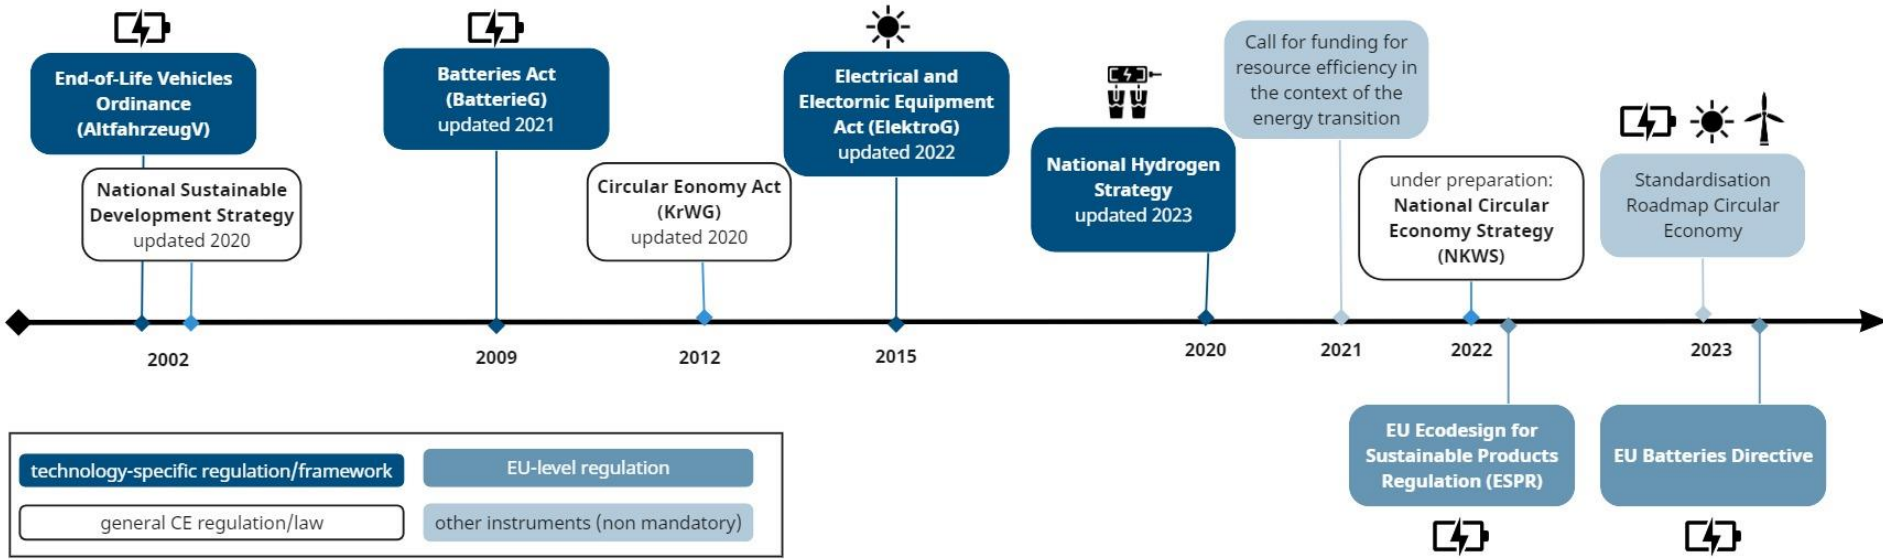 End-of-Life Vehicles
Ordinance
(AltfahrzeugV)
National Sustainable
Development Strategy
updated 2020
Batteries Act
(BatterieG)
updated 2021
Circular Eonomy Act
(KrWG)
updated 2020
Electrical and
Electornic Equipment
Act (ElektroG)
updated 2022
National Hydrogen
Strategy
updated 2023
Call for funding for
resource efficiency in
the context of the
energy transition
under preparation:
National Circular
Economy Strategy
(NKWS)
Standardisation
Roadmap Circular
Economy
2002
2009
2012
2015
2020
2021
2022
2023
EU Ecodesign for
Sustainable Products
Regulation (ESPR)
EU Batteries Directive
technology-specific regulation/framework
EU-level regulation
general CE regulation/law
other instruments (non mandatory)